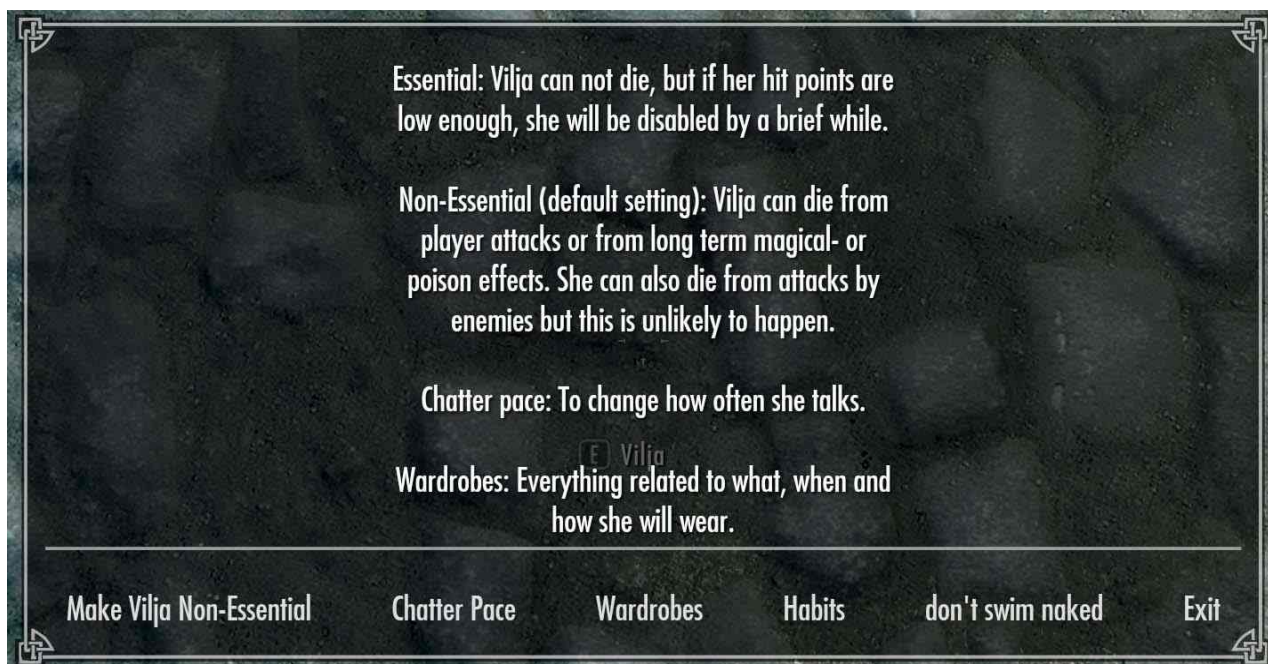 Essential: Vilja can not die, but if her hit points are
low enough, she will be disabled by a brief while.
Non-Essential (default setting): Vilja can die from
player attacks or from long term magical- or
poison effects. She can also die from attacks by
enemies but this is unlikely to happen.
Chatter pace: To change how often she talks.
E Vilja
Wardrobes: Everything related to what, when and
how she will wear.
Make Vilja Non-Essential Chatter Pace Wardrobes Habits don't swim naked Exit